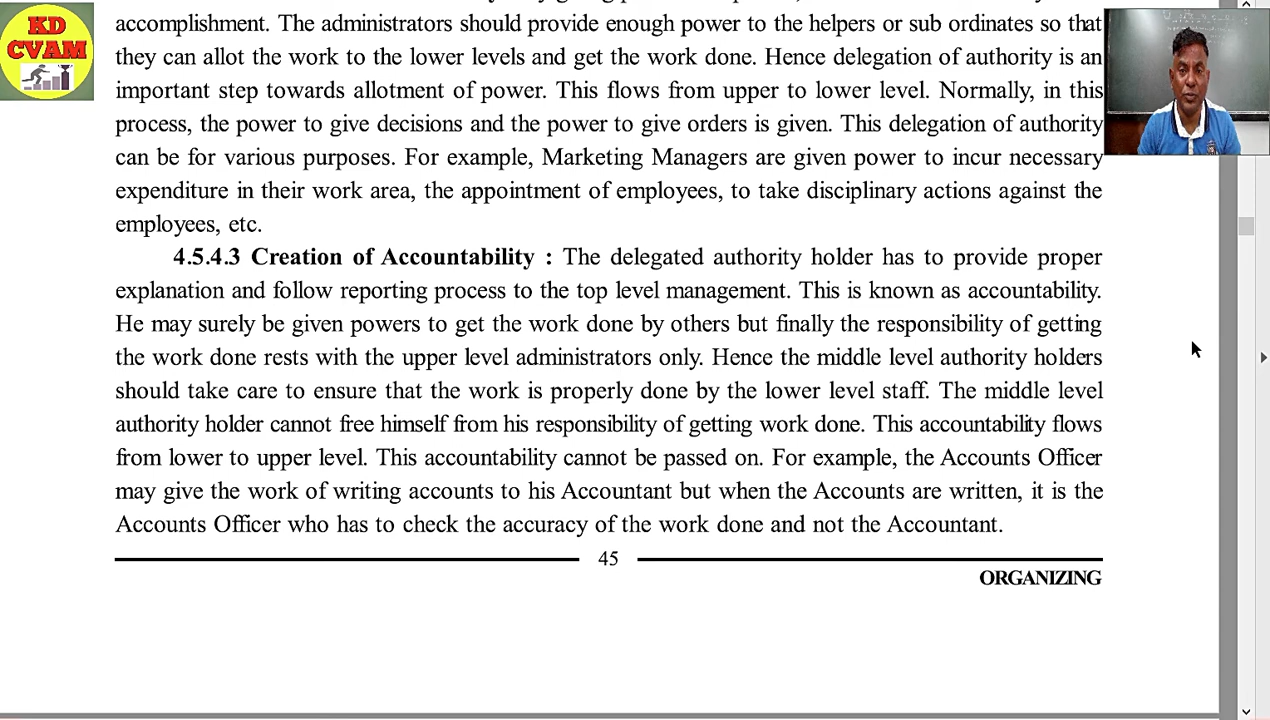 KD
CVAM
accomplishment. The administrators should provide enough power to the helpers or sub ordinates so that
they can allot the work to the lower levels and get the work done. Hence delegation of authority is an
important step towards allotment of power. This flows from upper to lower level. Normally, in this
process, the power to give decisions and the power to give orders is given. This delegation of authority
can be for various purposes. For example, Marketing Managers are given power to incur necessary
expenditure in their work area, the appointment of employees, to take disciplinary actions against the
employees, etc.
4.5.4.3 Creation of Accountability : The delegated authority holder has to provide proper
explanation and follow reporting process to the top level management. This is known as accountability.
He may surely be given powers to get the work done by others but finally the responsibility of getting
the work done rests with the upper level administrators only. Hence the middle level authority holders
should take care to ensure that the work is properly done by the lower level staff. The middle level
authority holder cannot free himself from his responsibility of getting work done. This accountability flows
from lower to upper level. This accountability cannot be passed on. For example, the Accounts Officer
may give the work of writing accounts to his Accountant but when the Accounts are written, it is the
Accounts Officer who has to check the accuracy of the work done and not the Accountant.
45
ORGANIZING